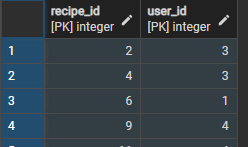 recipe_id user_id
[PK] integer [PK] integer
1 2 3
2 4 3
3 6 1
4 9 4